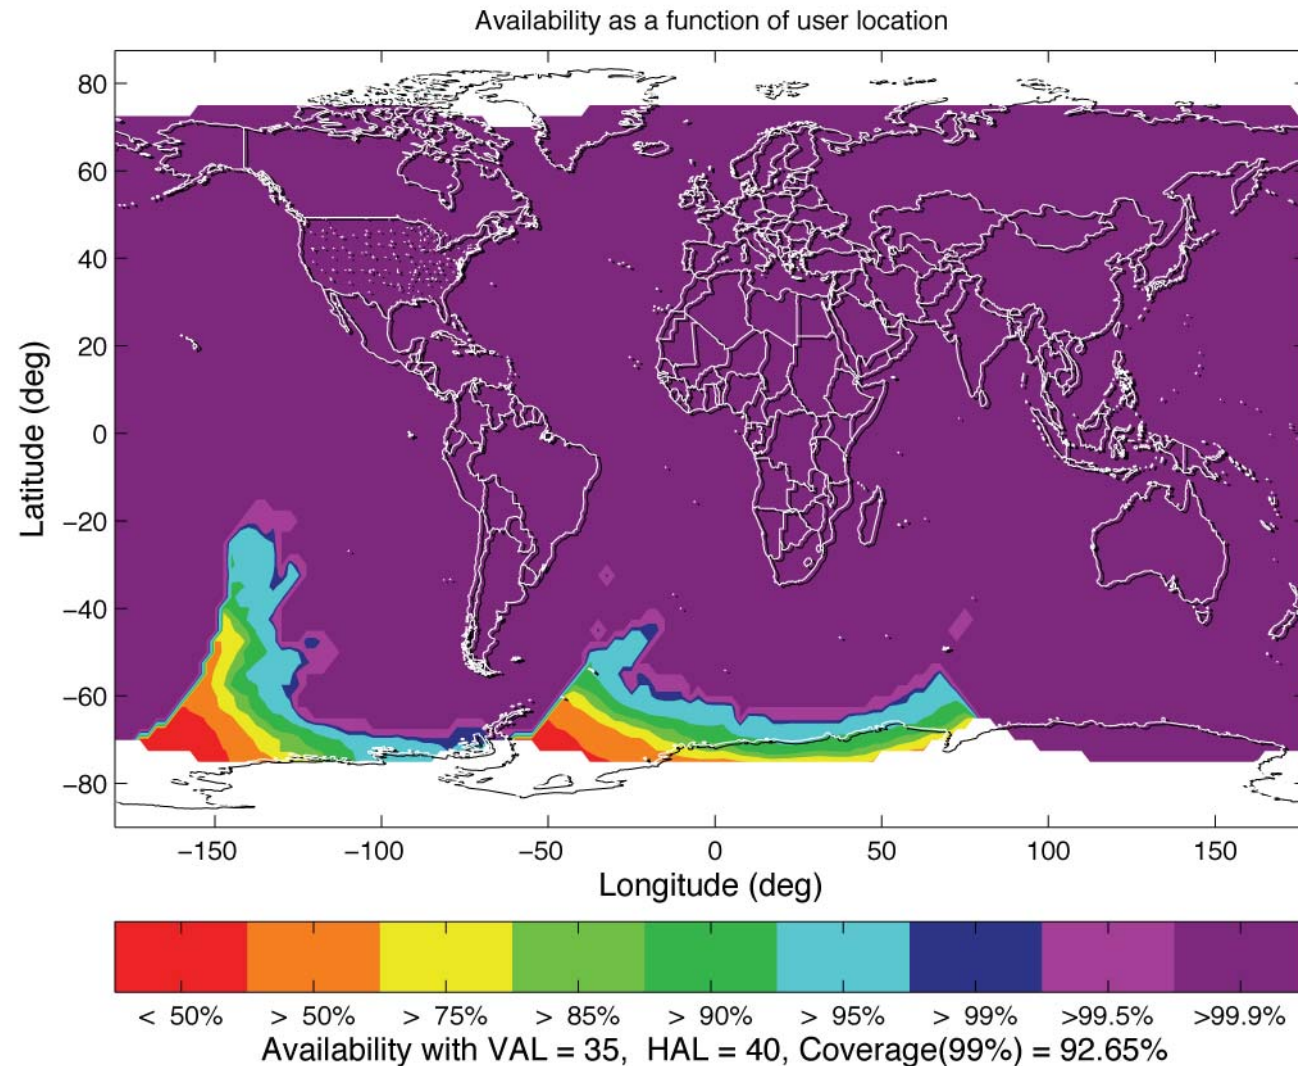 Availability as a function of user location
80
60
40
20
0
−20
−40
−60
−80
Latitude (deg)
−150 −100 −50 0 50 100 150
Longitude (deg)
< 50% > 50% > 75% > 85% > 90% > 95% > 99% >99.5% >99.9%
Availability with VAL = 35, HAL = 40, Coverage(99%) = 92.65%